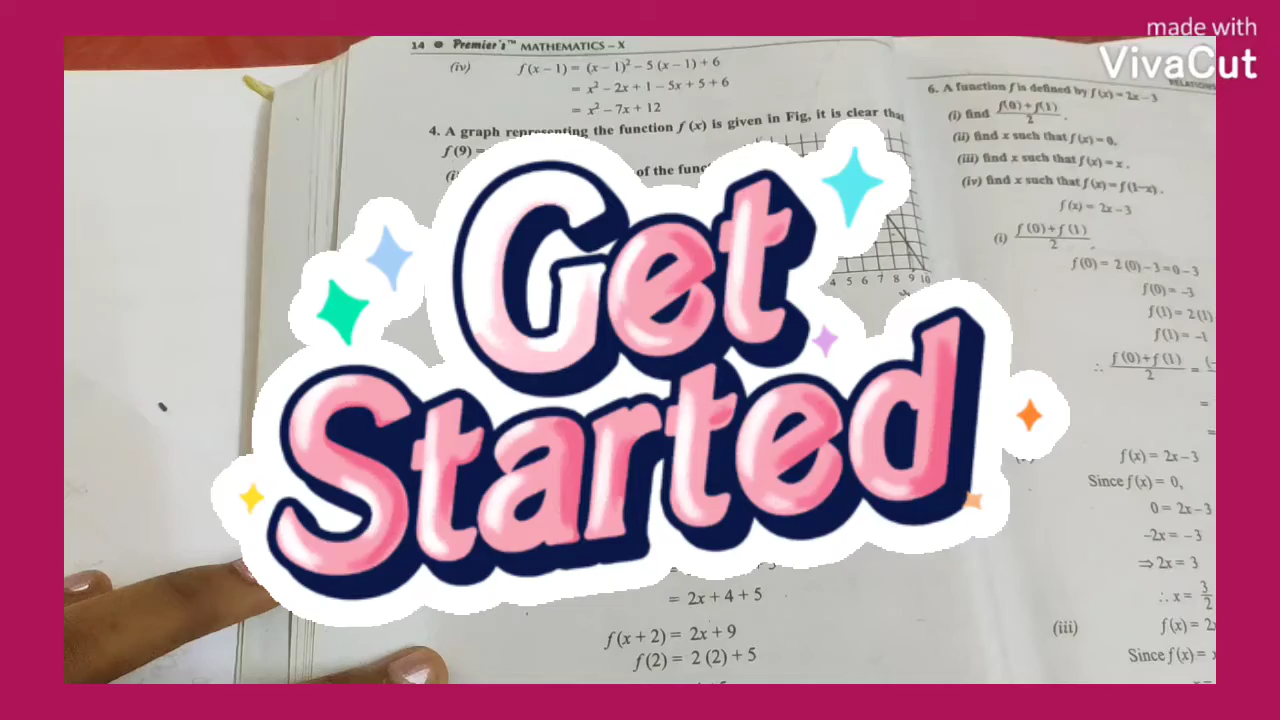 made with
VivaCut
Get
Started
14 Premier's™ MATHEMATICS – X
(iv) f(x – 1) = (x – 1)² – 5 (x – 1) + 6
= x² – 2x + 1 – 5x + 5 + 6
= x² – 7x + 12
4. A graph representing the function f (x) is given in Fig, it is clear that
f (9) =
of the
4 5 6 7 8 9 10
= 2x + 4 + 5
f(x + 2) = 2x + 9
f(2) = 2 (2) + 5
6. A function f is defined by f(x) = 2x – 3
(i) find f(0) + f(1) / 2 .
(ii) find x such that f(x) = 0.
(iii) find x such that f(x) = x .
(iv) find x such that f(x) = f(1–x) .
f(x) = 2x – 3
(i) f(0) + f(1) / 2 .
f(0) = 2 (0) – 3 = 0 – 3
f(0) = –3
f(1) = 2(1)
f(1) = –1
∴ f(0) + f(1) / 2 =
=
=
f(x) = 2x – 3
Since f(x) = 0,
0 = 2x – 3
–2x = –3
⇒ 2x = 3
∴ x = 3/2
(iii) f(x) = 2x
Since f(x) =